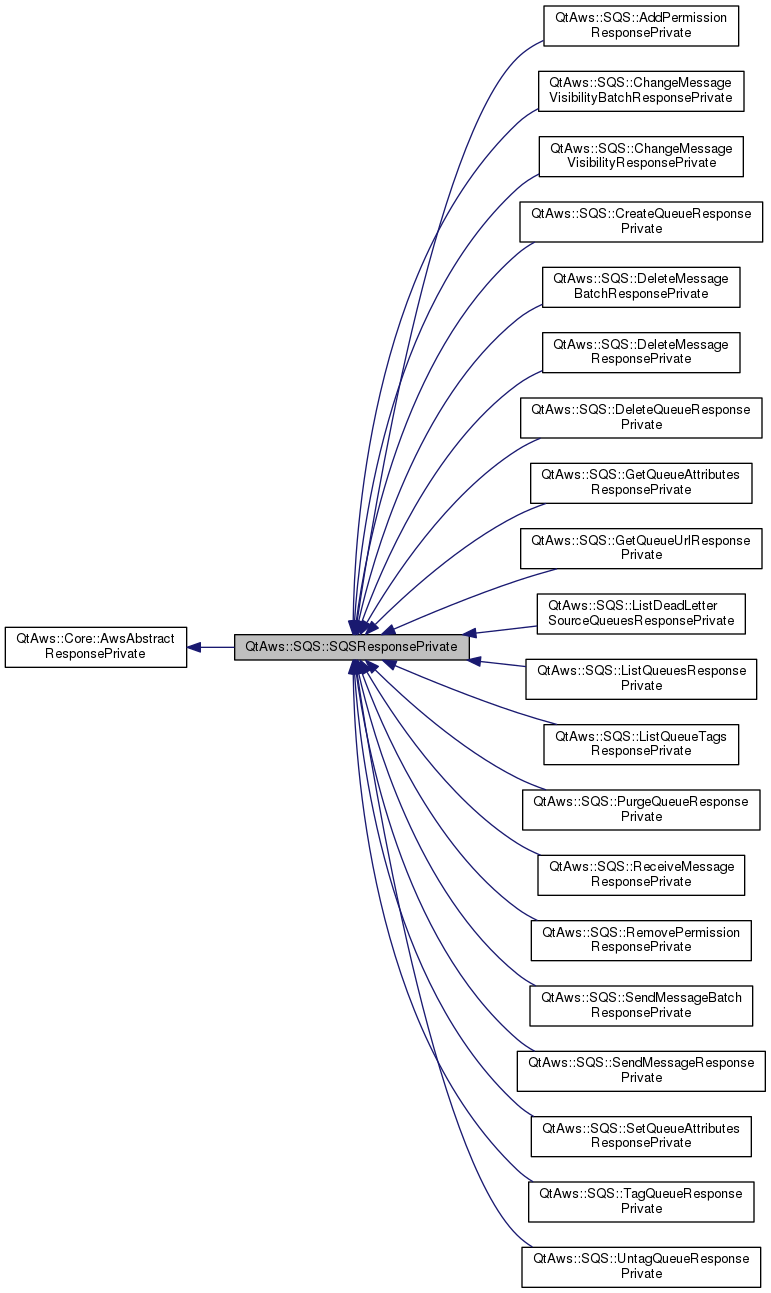 QtAws::SQS::AddPermission
ResponsePrivate
QtAws::SQS::ChangeMessage
VisibilityBatchResponsePrivate
QtAws::SQS::ChangeMessage
VisibilityResponsePrivate
QtAws::SQS::CreateQueueResponse
Private
QtAws::SQS::DeleteMessage
BatchResponsePrivate
QtAws::SQS::DeleteMessage
ResponsePrivate
QtAws::SQS::DeleteQueueResponse
Private
QtAws::SQS::GetQueueAttributes
ResponsePrivate
QtAws::SQS::GetQueueUrlResponse
Private
QtAws::SQS::ListDeadLetter
SourceQueuesResponsePrivate
QtAws::Core::AwsAbstract
ResponsePrivate
QtAws::SQS::SQSResponsePrivate
QtAws::SQS::ListQueuesResponse
Private
QtAws::SQS::ListQueueTags
ResponsePrivate
QtAws::SQS::PurgeQueueResponse
Private
QtAws::SQS::ReceiveMessage
ResponsePrivate
QtAws::SQS::RemovePermission
ResponsePrivate
QtAws::SQS::SendMessageBatch
ResponsePrivate
QtAws::SQS::SendMessageResponse
Private
QtAws::SQS::SetQueueAttributes
ResponsePrivate
QtAws::SQS::TagQueueResponse
Private
QtAws::SQS::UntagQueueResponse
Private